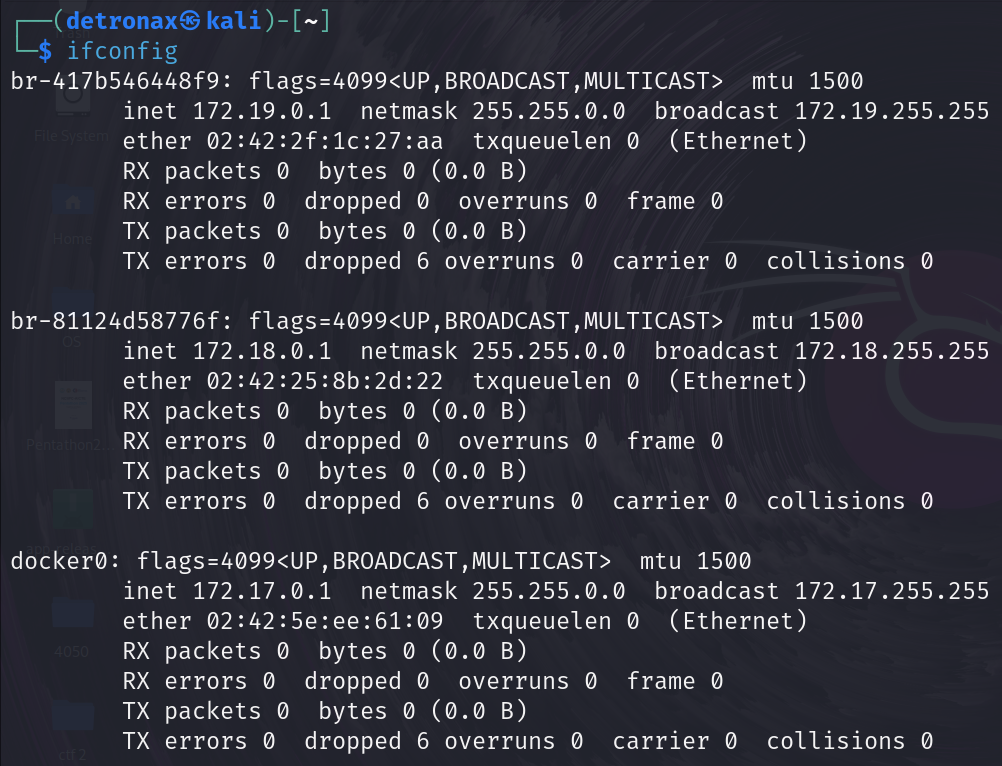 ┌──(detronax㉿kali)-[~]
└─$ ifconfig
br-417b546448f9: flags=4099<UP,BROADCAST,MULTICAST>  mtu 1500
        inet 172.19.0.1  netmask 255.255.0.0  broadcast 172.19.255.255
        ether 02:42:2f:1c:27:aa  txqueuelen 0  (Ethernet)
        RX packets 0  bytes 0 (0.0 B)
        RX errors 0  dropped 0  overruns 0  frame 0
        TX packets 0  bytes 0 (0.0 B)
        TX errors 0  dropped 6 overruns 0  carrier 0  collisions 0

br-81124d58776f: flags=4099<UP,BROADCAST,MULTICAST>  mtu 1500
        inet 172.18.0.1  netmask 255.255.0.0  broadcast 172.18.255.255
        ether 02:42:25:8b:2d:22  txqueuelen 0  (Ethernet)
        RX packets 0  bytes 0 (0.0 B)
        RX errors 0  dropped 0  overruns 0  frame 0
        TX packets 0  bytes 0 (0.0 B)
        TX errors 0  dropped 6 overruns 0  carrier 0  collisions 0

docker0: flags=4099<UP,BROADCAST,MULTICAST>  mtu 1500
        inet 172.17.0.1  netmask 255.255.0.0  broadcast 172.17.255.255
        ether 02:42:5e:ee:61:09  txqueuelen 0  (Ethernet)
        RX packets 0  bytes 0 (0.0 B)
        RX errors 0  dropped 0  overruns 0  frame 0
        TX packets 0  bytes 0 (0.0 B)
        TX errors 0  dropped 6 overruns 0  carrier 0  collisions 0
File System
Home
OS
Pentathon2...
4050
ctf 2